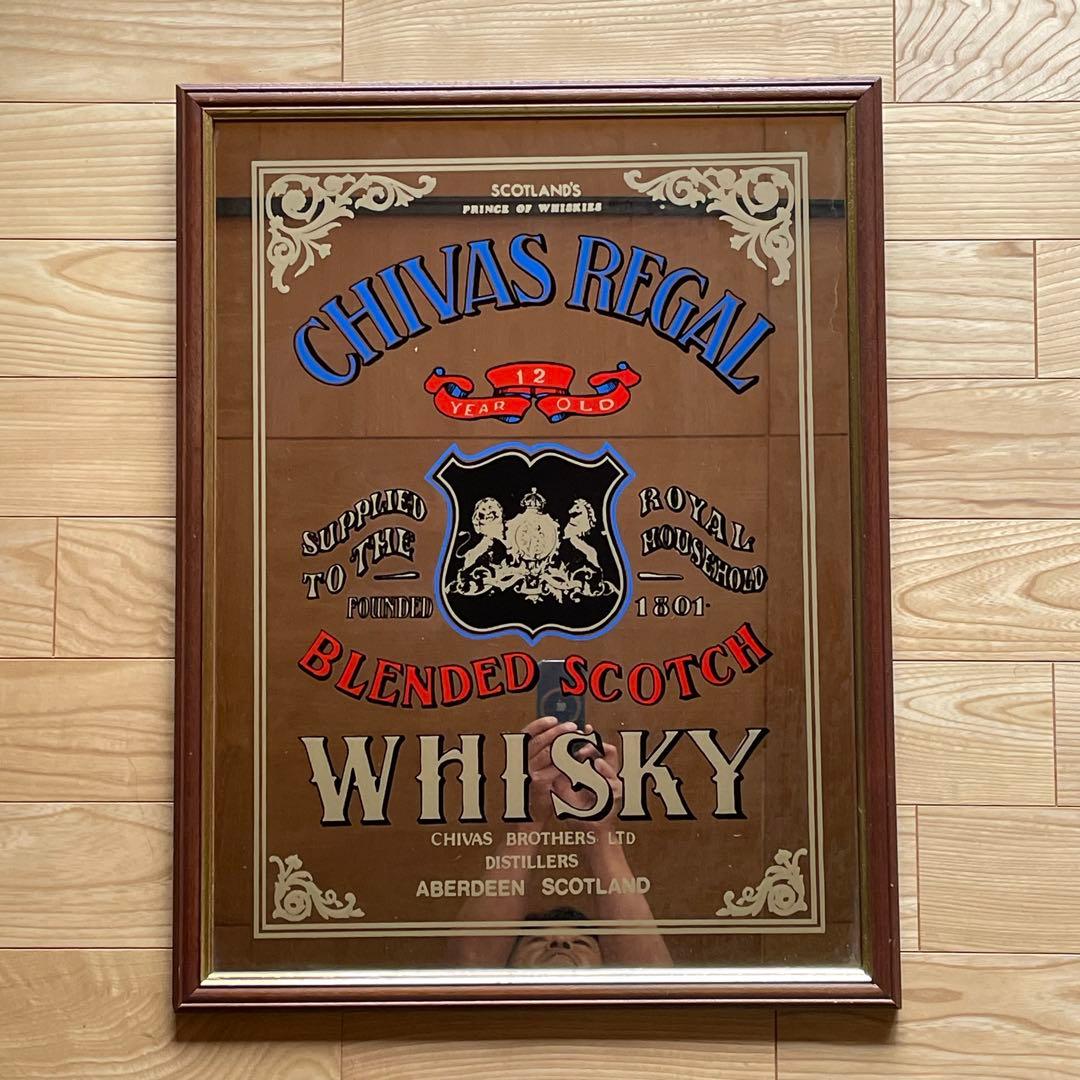 SCOTLAND'S
PRINCE OF WHISKIES
CHIVAS REGAL
12
YEAR OLD
SUPPLIED
TO THE
ROYAL
HOUSEHOLD
FOUNDED 1801
BLENDED SCOTCH
WHISKY
CHIVAS BROTHERS LTD
DISTILLERS
ABERDEEN SCOTLAND